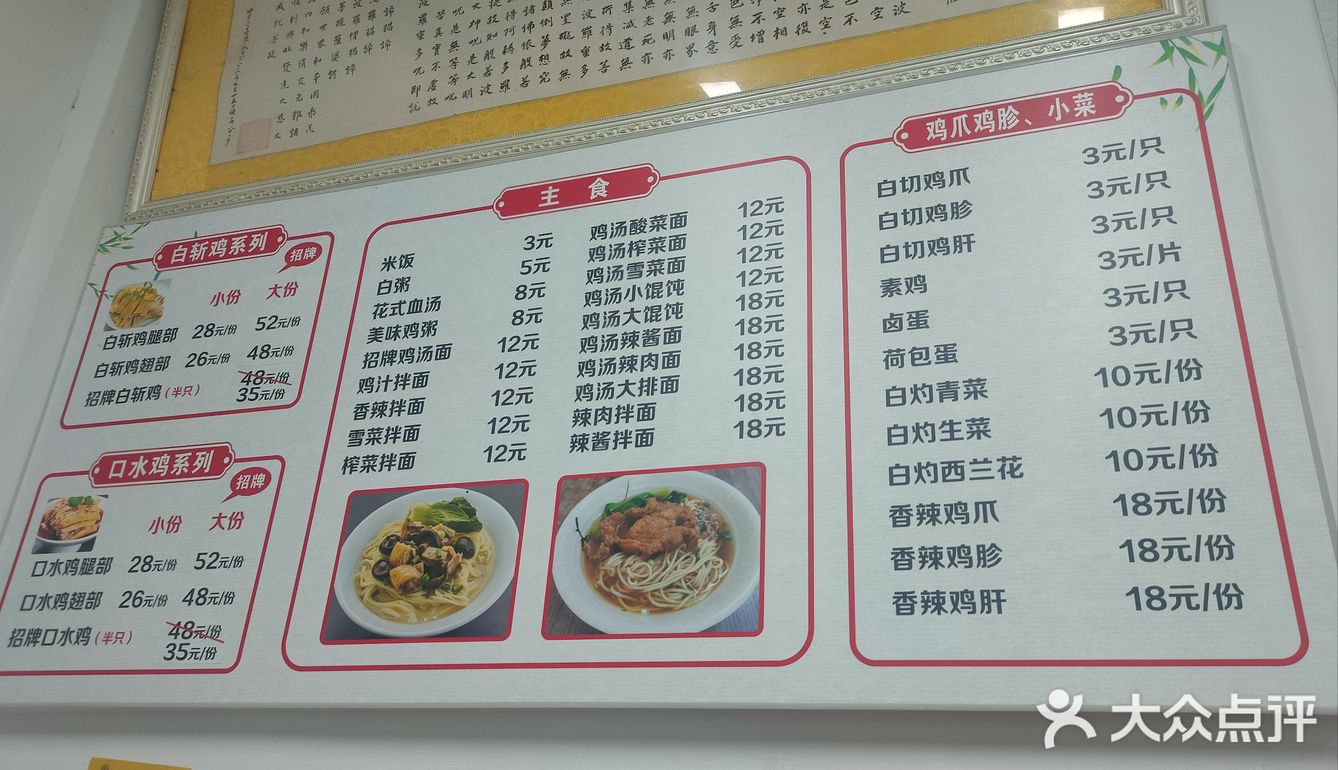 白斩鸡系列
招牌
小份 大份
白斩鸡腿部 28元/份 52元/份
白斩鸡翅部 26元/份 48元/份
招牌白斩鸡(半只) 48元/份
35元/份
口水鸡系列
招牌
小份 大份
口水鸡腿部 28元/份 52元/份
口水鸡翅部 26元/份 48元/份
招牌口水鸡(半只) 48元/份
35元/份
主食
米饭 3元
白粥 5元
花式血汤 8元
美味鸡粥 8元
招牌鸡汤面 12元
鸡汁拌面 12元
香辣拌面 12元
雪菜拌面 12元
榨菜拌面 12元
鸡汤酸菜面 12元
鸡汤榨菜面 12元
鸡汤雪菜面 12元
鸡汤小馄饨 12元
鸡汤大馄饨 18元
鸡汤辣酱面 18元
鸡汤辣肉面 18元
鸡汤大排面 18元
辣肉拌面 18元
辣酱拌面 18元
鸡爪鸡胗、小菜
白切鸡爪 3元/只
白切鸡胗 3元/只
白切鸡肝 3元/只
素鸡 3元/片
卤蛋 3元/只
荷包蛋 3元/只
白灼青菜 10元/份
白灼生菜 10元/份
白灼西兰花 10元/份
香辣鸡爪 18元/份
香辣鸡胗 18元/份
香辣鸡肝 18元/份
大众点评